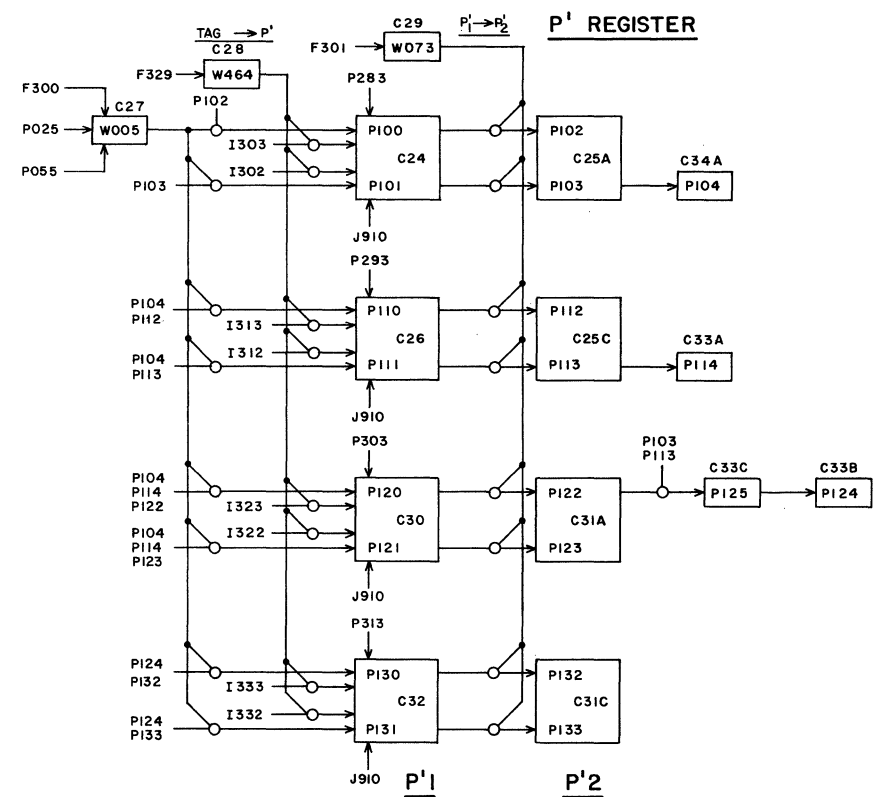 P' REGISTER
TAG → P'
P'1→P'2
C29
F301
W073
C28
F329
W464
F300
C27
P025
W005
P055
P102
P283
I303
P100
P102
I302
C24
C25A
C34A
P103
P101
P103
P104
J910
P293
P104
P112
P110
P112
I313
C26
C25C
C33A
I312
P104
P113
P111
P113
P114
J910
P303
P103
P113
P104
P114
P122
P120
P122
C33C
P125
C33B
P124
I323
C30
C31A
I322
P104
P114
P123
P121
P123
J910
P313
P124
P132
P130
P132
I333
C32
C31C
I332
P124
P133
P131
P133
J910
P'1
P'2